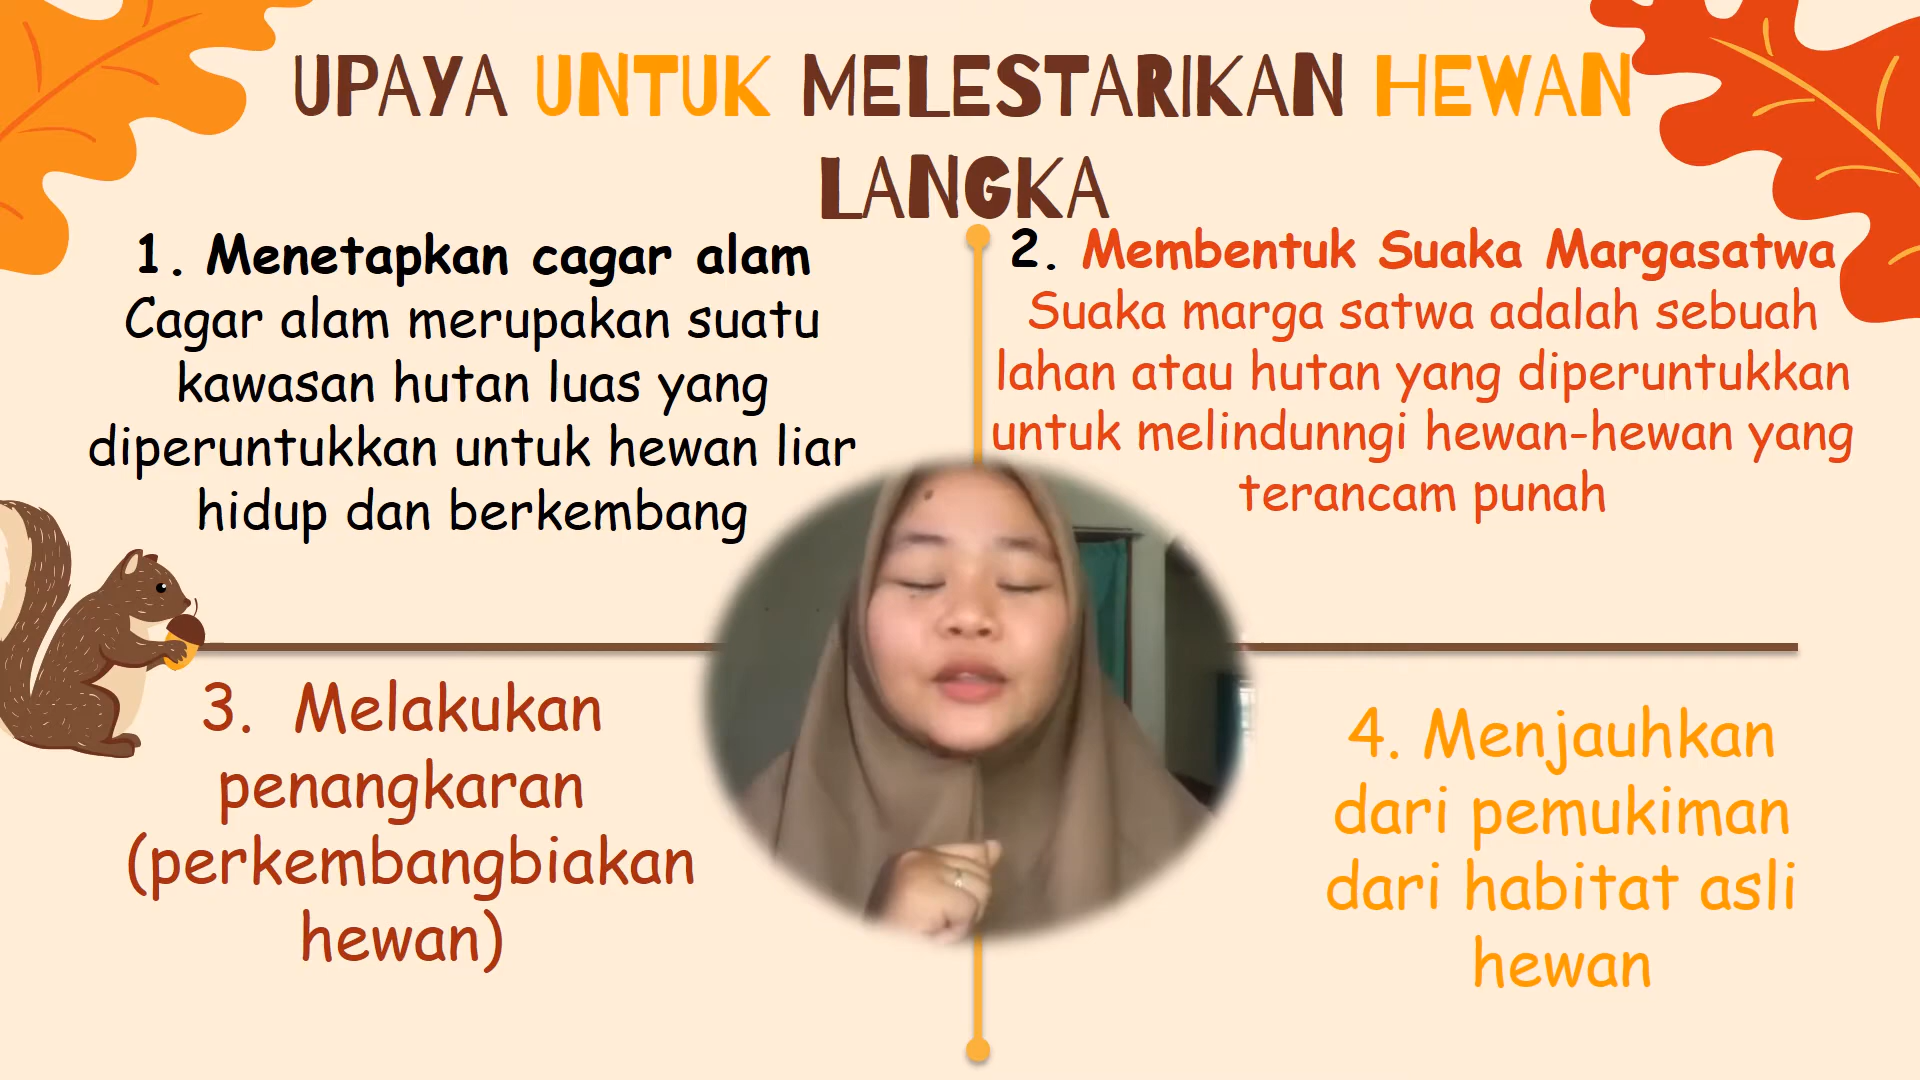 UPAYA UNTUK MELESTARIKAN HEWAN
LANGKA
1. Menetapkan cagar alam
Cagar alam merupakan suatu
kawasan hutan luas yang
diperuntukkan untuk hewan liar
hidup dan berkembang
2. Membentuk Suaka Margasatwa
Suaka marga satwa adalah sebuah
lahan atau hutan yang diperuntukkan
untuk melindunngi hewan-hewan yang
terancam punah
3. Melakukan
penangkaran
(perkembangbiakan
hewan)
4. Menjauhkan
dari pemukiman
dari habitat asli
hewan